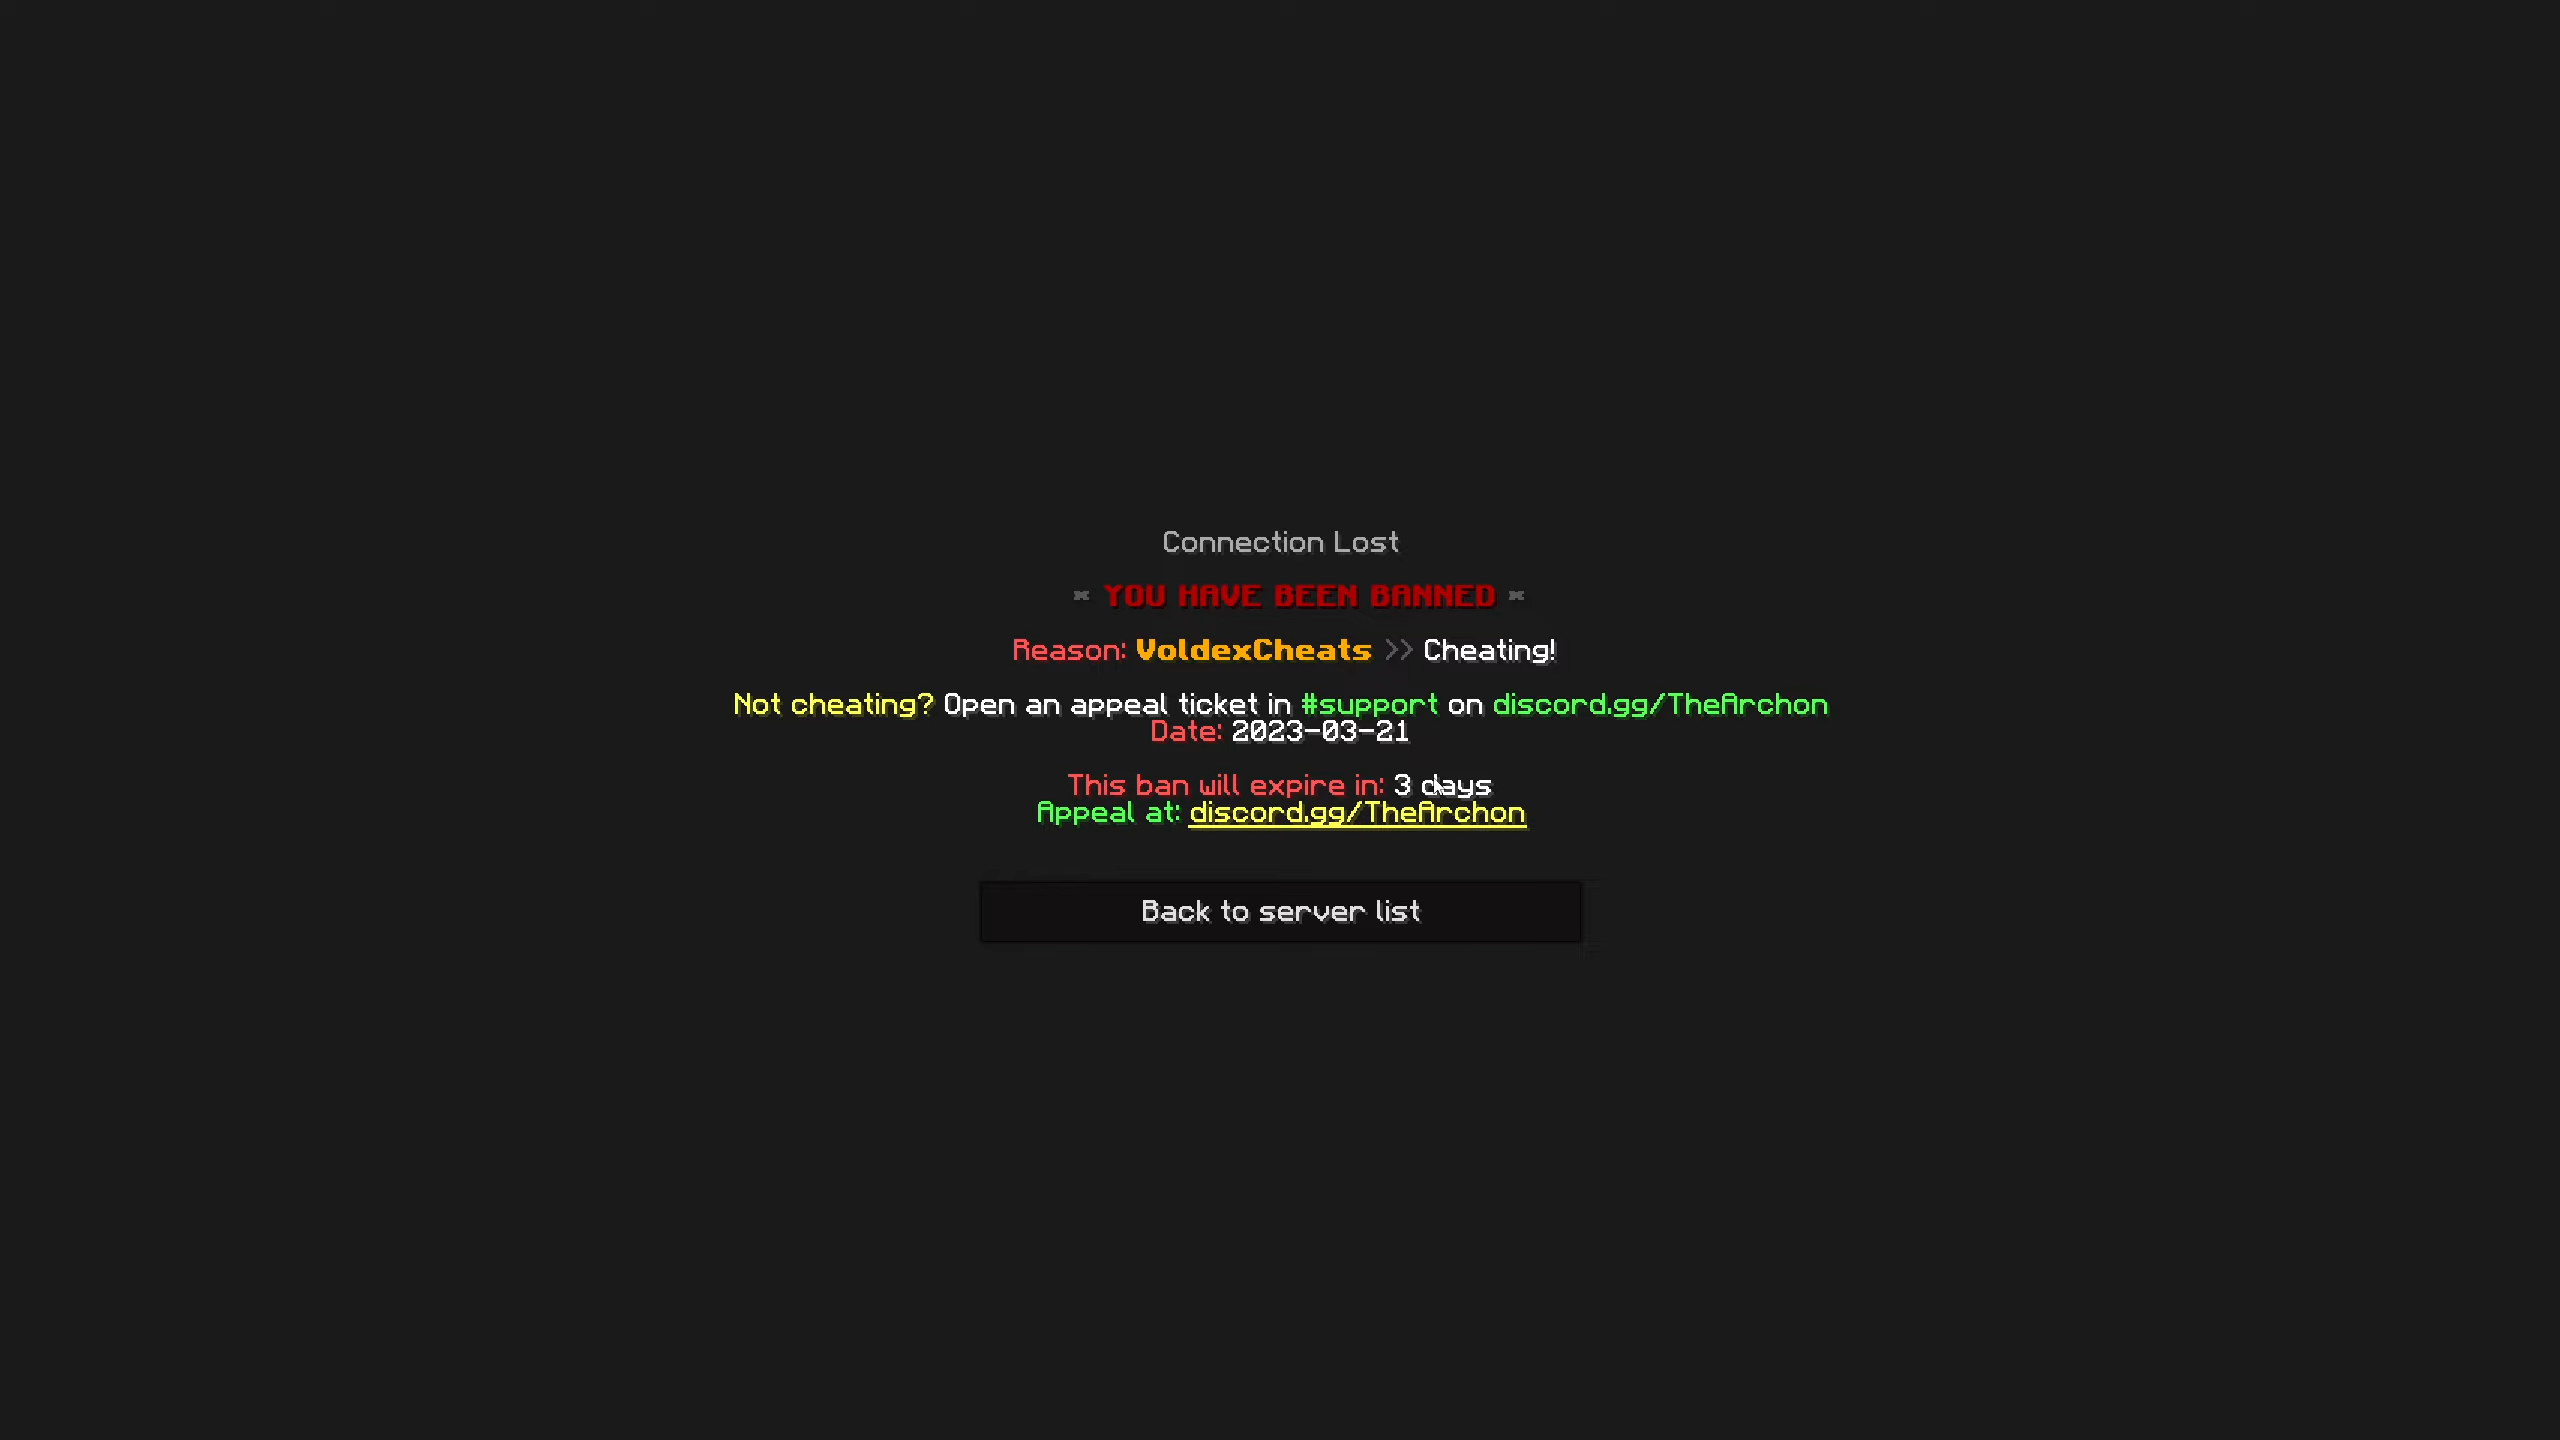 Connection Lost
✖ YOU HAVE BEEN BANNED ✖
Reason: VoldexCheats >> Cheating!
Not cheating? Open an appeal ticket in #support on discord.gg/TheArchon
Date: 2023-03-21
This ban will expire in: 3 days
Appeal at: discord.gg/TheArchon
Back to server list